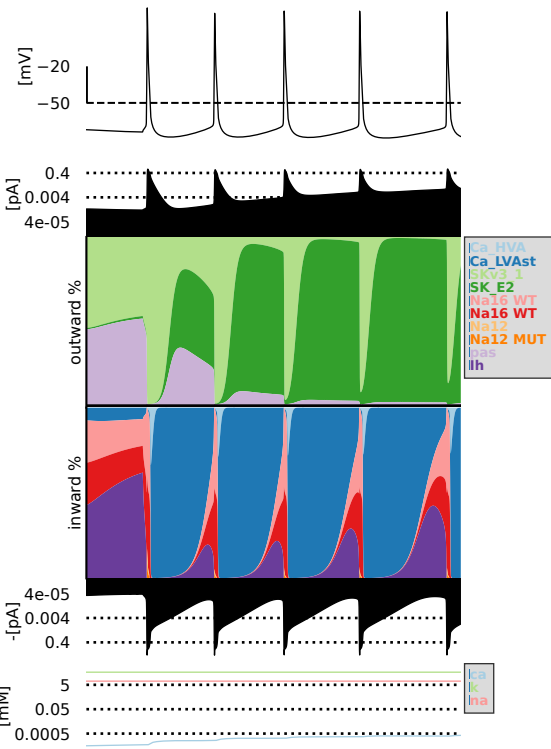 [mV]
−20
−50
[pA]
0.4
0.004
4e-05
outward %
Ca_HVA
Ca_LVAst
SKv3_1
SK_E2
Na16 WT
Na16 WT
Na12
Na12 MUT
pas
Ih
inward %
-[pA]
4e-05
0.004
0.4
[mM]
5
0.05
0.0005
ca
k
na